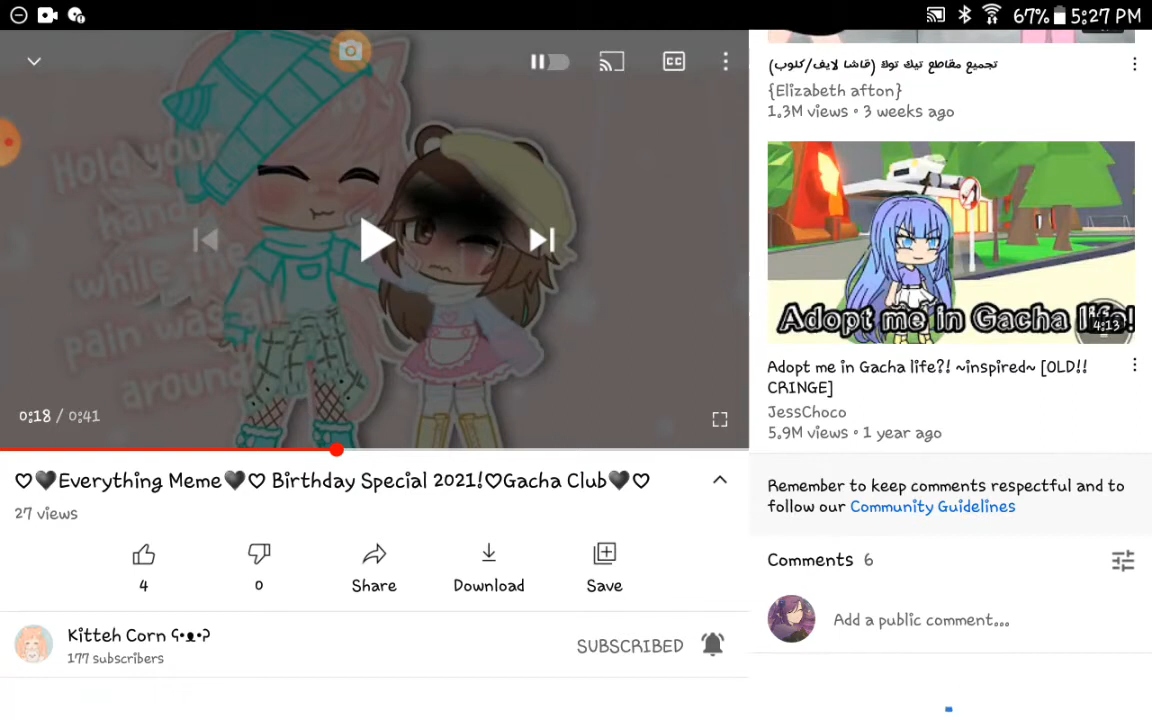 67% 5:27 PM
CC
Hold your
hand
while the
pain was all
around
0:18 / 0:41
♡🖤Everything Meme🖤♡ Birthday Special 2021!♡Gacha Club🖤♡
27 views
4
0
Share
Download
Save
Kitteh Corn ʕ•ᴥ•ʔ
177 subscribers
SUBSCRIBED
تجميع مقاطع تيك توك (قاشا لايف/كلوب)
{Elizabeth afton}
1.3M views • 3 weeks ago
Adopt me in Gacha life?!
4:13
Adopt me in Gacha life?! ~inspired~ [OLD!!
CRINGE]
JessChoco
5.9M views • 1 year ago
Remember to keep comments respectful and to
follow our Community Guidelines
Comments 6
Add a public comment...